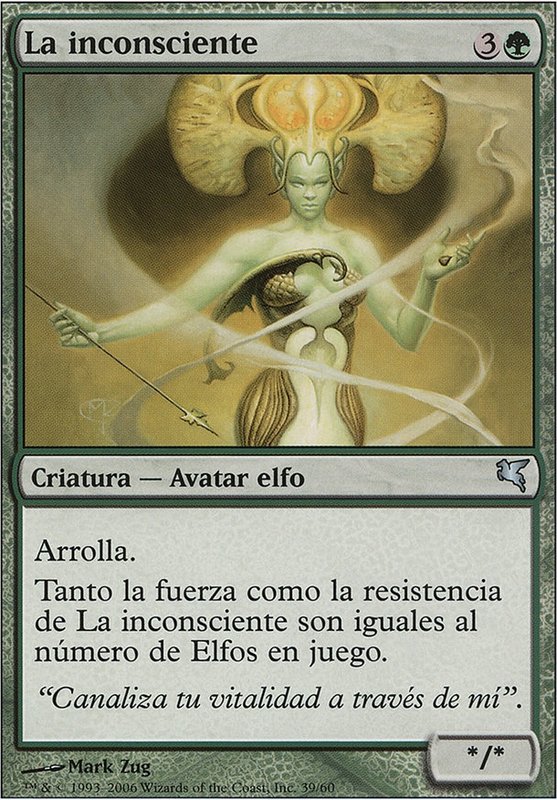 La inconsciente
3
Criatura — Avatar elfo
Arrolla.
Tanto la fuerza como la resistencia
de La inconsciente son iguales al
número de Elfos en juego.
“Canaliza tu vitalidad a través de mí”.
*/*
Mark Zug
™ & © 1993–2006 Wizards of the Coast, Inc. 39/60